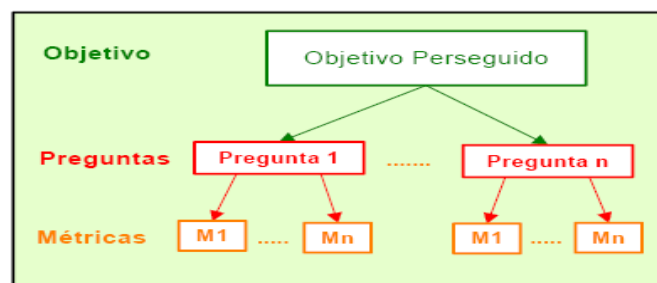 Objetivo
Objetivo Perseguido
Preguntas
Pregunta 1
.......
Pregunta n
Métricas
M1
.....
Mn
M1
.....
Mn